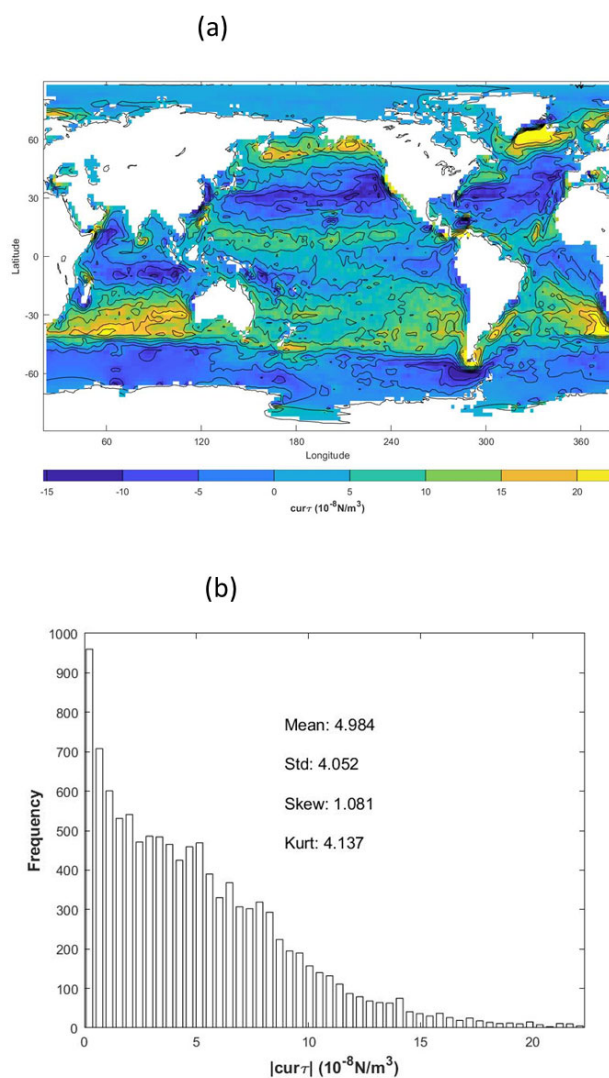 (a)
60
30
0
-30
-60
Latitude
60 120 180 240 300 360
Longitude
-15 -10 -5 0 5 10 15 20
curτ (10⁻⁸N/m³)
(b)
1000
900
800
700
600
500
400
300
200
100
0
Frequency
Mean: 4.984
Std: 4.052
Skew: 1.081
Kurt: 4.137
0 5 10 15 20
|curτ| (10⁻⁸N/m³)